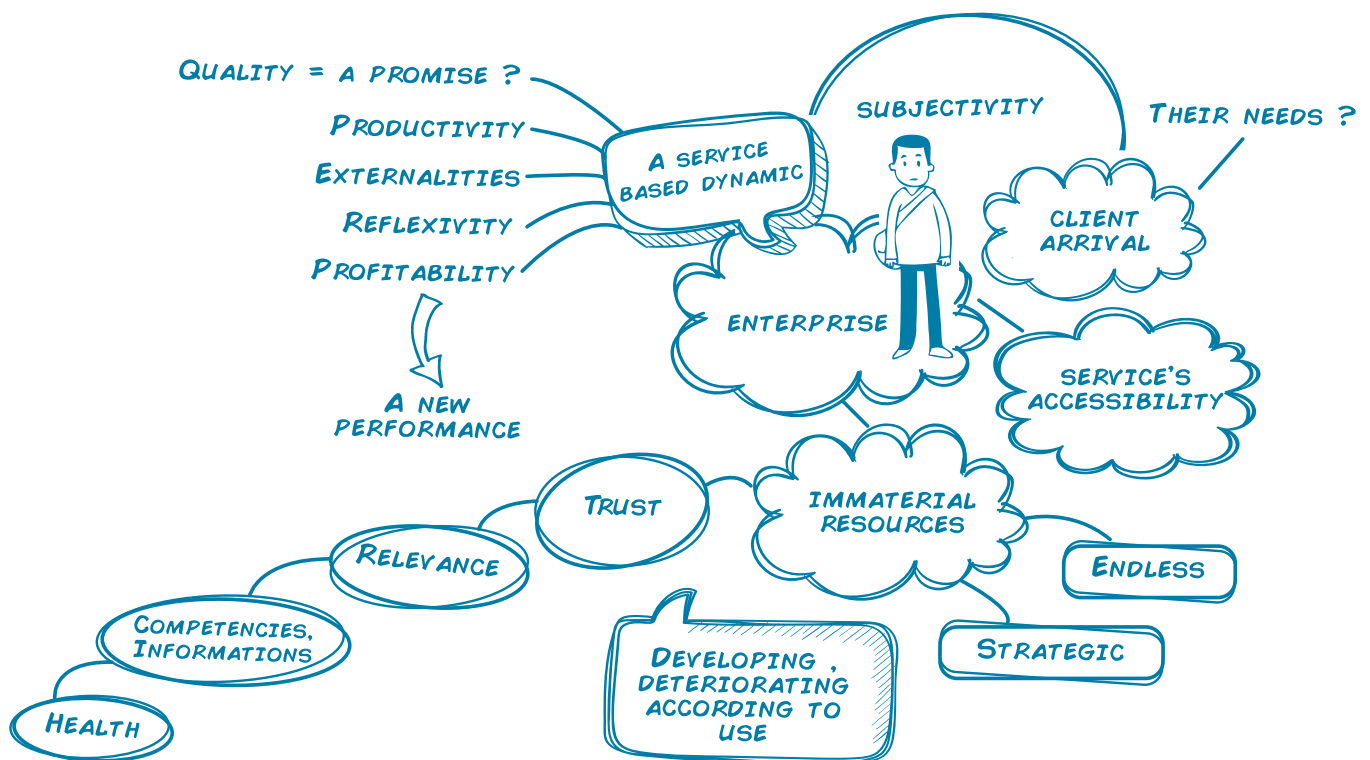 Quality = a promise ?
Productivity
Externalities
Reflexivity
Profitability
A new
performance
A service
based dynamic
subjectivity
Their needs ?
client
arrival
Enterprise
Service's
accessibility
Immaterial
resources
Endless
Strategic
Trust
Relevance
Competencies,
Informations
Health
Developing ,
deteriorating
according to
use